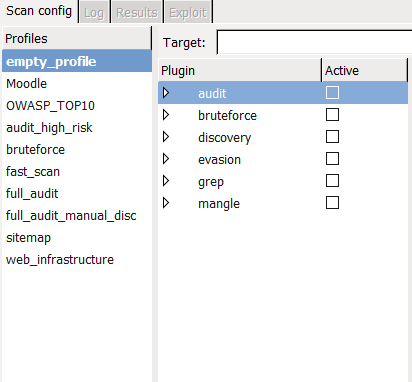 Scan config Log Results Exploit
Profiles
empty_profile
Moodle
OWASP_TOP10
audit_high_risk
bruteforce
fast_scan
full_audit
full_audit_manual_disc
sitemap
web_infrastructure
Target:
Plugin Active
audit
bruteforce
discovery
evasion
grep
mangle